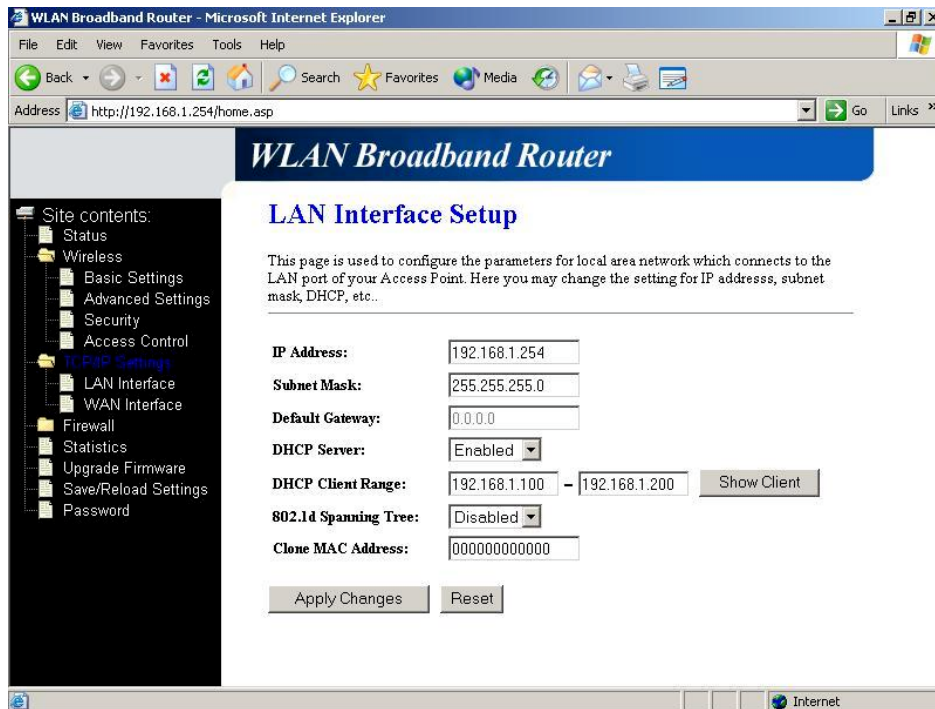 WLAN Broadband Router - Microsoft Internet Explorer
File Edit View Favorites Tools Help
Back Search Favorites Media
Address http://192.168.1.254/home.asp Go Links »
WLAN Broadband Router
Site contents:
Status
Wireless
Basic Settings
Advanced Settings
Security
Access Control
TCP/IP Settings
LAN Interface
WAN Interface
Firewall
Statistics
Upgrade Firmware
Save/Reload Settings
Password
LAN Interface Setup
This page is used to configure the parameters for local area network which connects to the
LAN port of your Access Point. Here you may change the setting for IP addresss, subnet
mask, DHCP, etc..
IP Address: 192.168.1.254
Subnet Mask: 255.255.255.0
Default Gateway: 0.0.0.0
DHCP Server: Enabled
DHCP Client Range: 192.168.1.100 – 192.168.1.200 Show Client
802.1d Spanning Tree: Disabled
Clone MAC Address: 000000000000
Apply Changes Reset
Internet